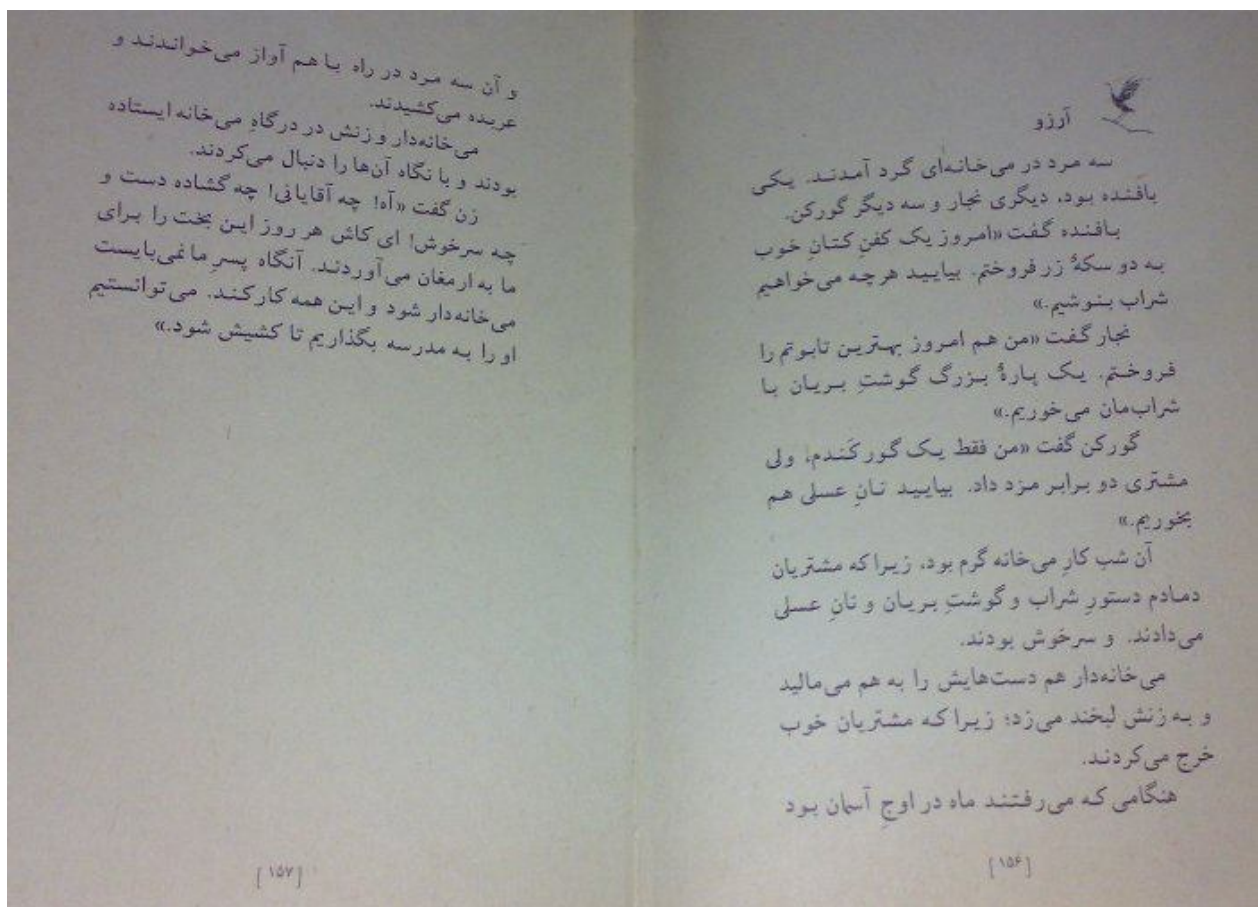 آرزو
سه مرد در می‌خانه‌ای گرد آمدند. یکی
بافنده بود، دیگری نجار و سه دیگر گورکن.
بافنده گفت «امروز یک کفنِ کتانِ خوب
به دو سکهٔ زر فروختم. بیایید هرچه می‌خواهیم
شراب بنوشیم.»
نجار گفت «من هم امروز بهترین تابوتم را
فروختم. یک پارهٔ بزرگ گوشتِ بریان با
شراب‌مان می‌خوریم.»
گورکن گفت «من فقط یک گور کَندم، ولی
مشتری دو برابر مزد داد. بیایید نانِ عسلی هم
بخوریم.»
آن شب کارِ می‌خانه گرم بود، زیرا که مشتریان
دمادم دستورِ شراب و گوشتِ بریان و نانِ عسلی
می‌دادند. و سرخوش بودند.
می‌خانه‌دار هم دست‌هایش را به هم می‌مالید
و به زنش لبخند می‌زد؛ زیرا که مشتریان خوب
خرج می‌کردند.
هنگامی که می‌رفتند ماه در اوجِ آسمان بود
[۱۵۶]
و آن سه مرد در راه با هم آواز می‌خواندند و
عربده می‌کشیدند.
می‌خانه‌دار و زنش در درگاهِ می‌خانه ایستاده
بودند و با نگاه آن‌ها را دنبال می‌کردند.
زن گفت «آه! چه آقایانی! چه گشاده دست و
چه سرخوش! ای کاش هر روز این بخت را برای
ما به ارمغان می‌آوردند. آنگاه پسرِ ما نمی‌بایست
می‌خانه‌دار شود و این همه کار کند. می‌توانستیم
او را به مدرسه بگذاریم تا کشیش شود.»
[۱۵۷]